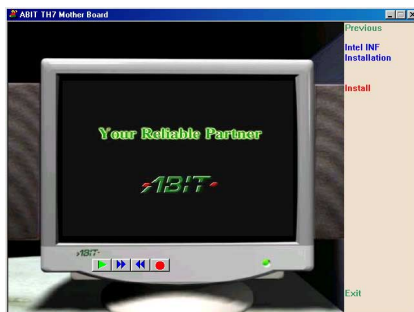 ABIT TH7 Mother Board
Previous
Intel INF
Installation
Install
Your Reliable Partner
ABIT
ABIT
Exit